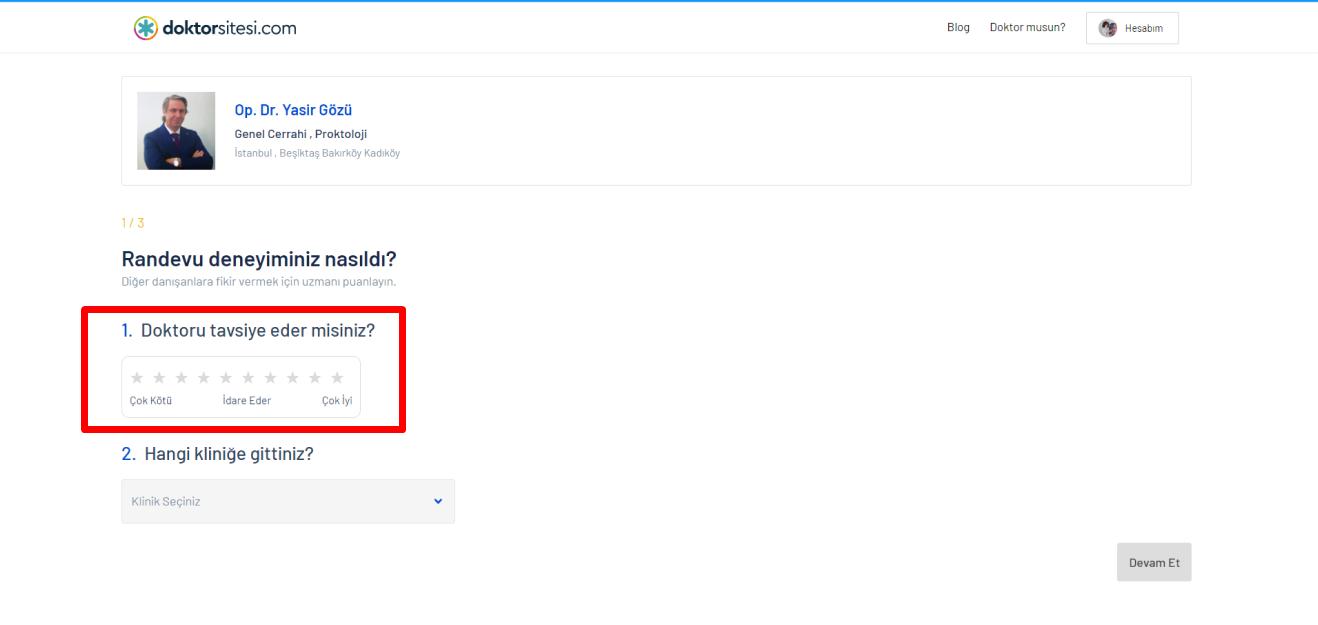 doktorsitesi.com
Blog
Doktor musun?
Hesabım
Op. Dr. Yasir Gözü
Genel Cerrahi , Proktoloji
İstanbul , Beşiktaş Bakırköy Kadıköy
1 / 3
Randevu deneyiminiz nasıldı?
Diğer danışanlara fikir vermek için uzmanı puanlayın.
1. Doktoru tavsiye eder misiniz?
Çok Kötü
İdare Eder
Çok İyi
2. Hangi kliniğe gittiniz?
Klinik Seçiniz
Devam Et